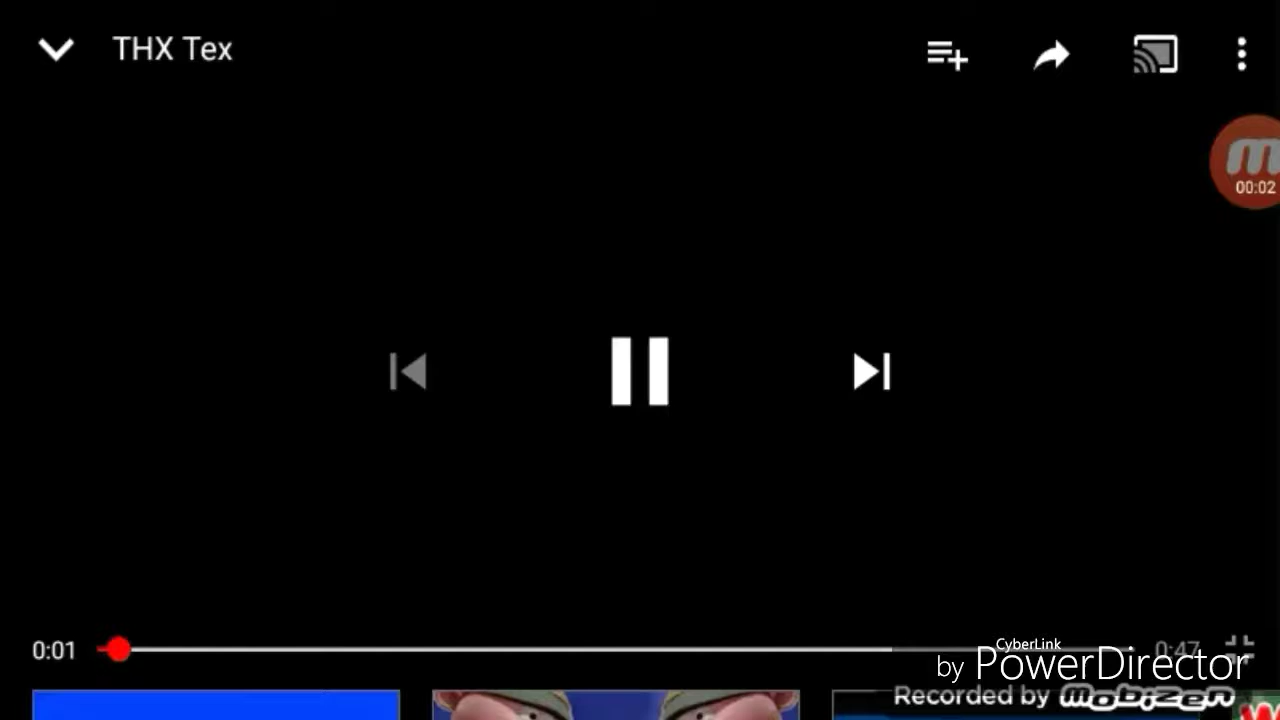 THX Tex
00:02
0:01
0:47
CyberLink
by PowerDirector
Recorded by mobizen